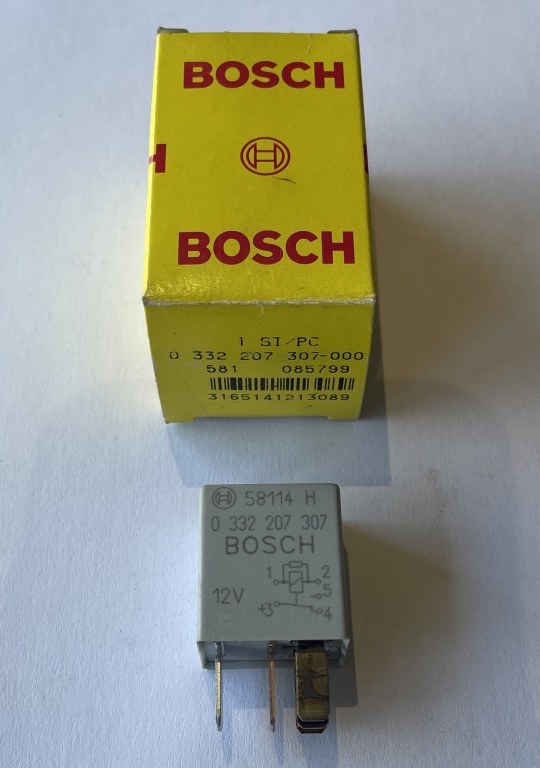 BOSCH
H
BOSCH
1 ST/PC
0 332 207 307-000
581 085799
3165141213089
58114 H
0 332 207 307
BOSCH
1 2
5
12V
+3 4